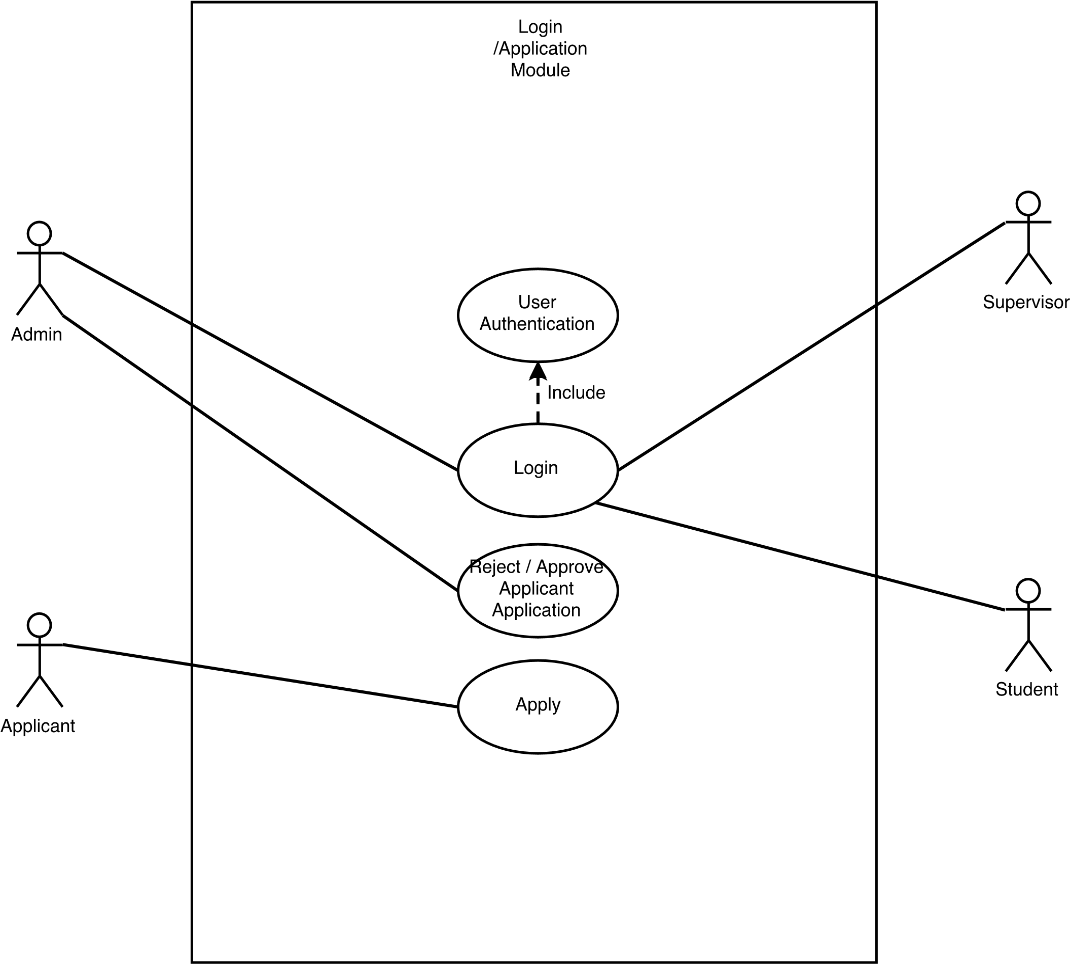 Login
/Application
Module
Supervisor
Admin
User
Authentication
Include
Login
Reject / Approve
Applicant
Application
Student
Apply
Applicant